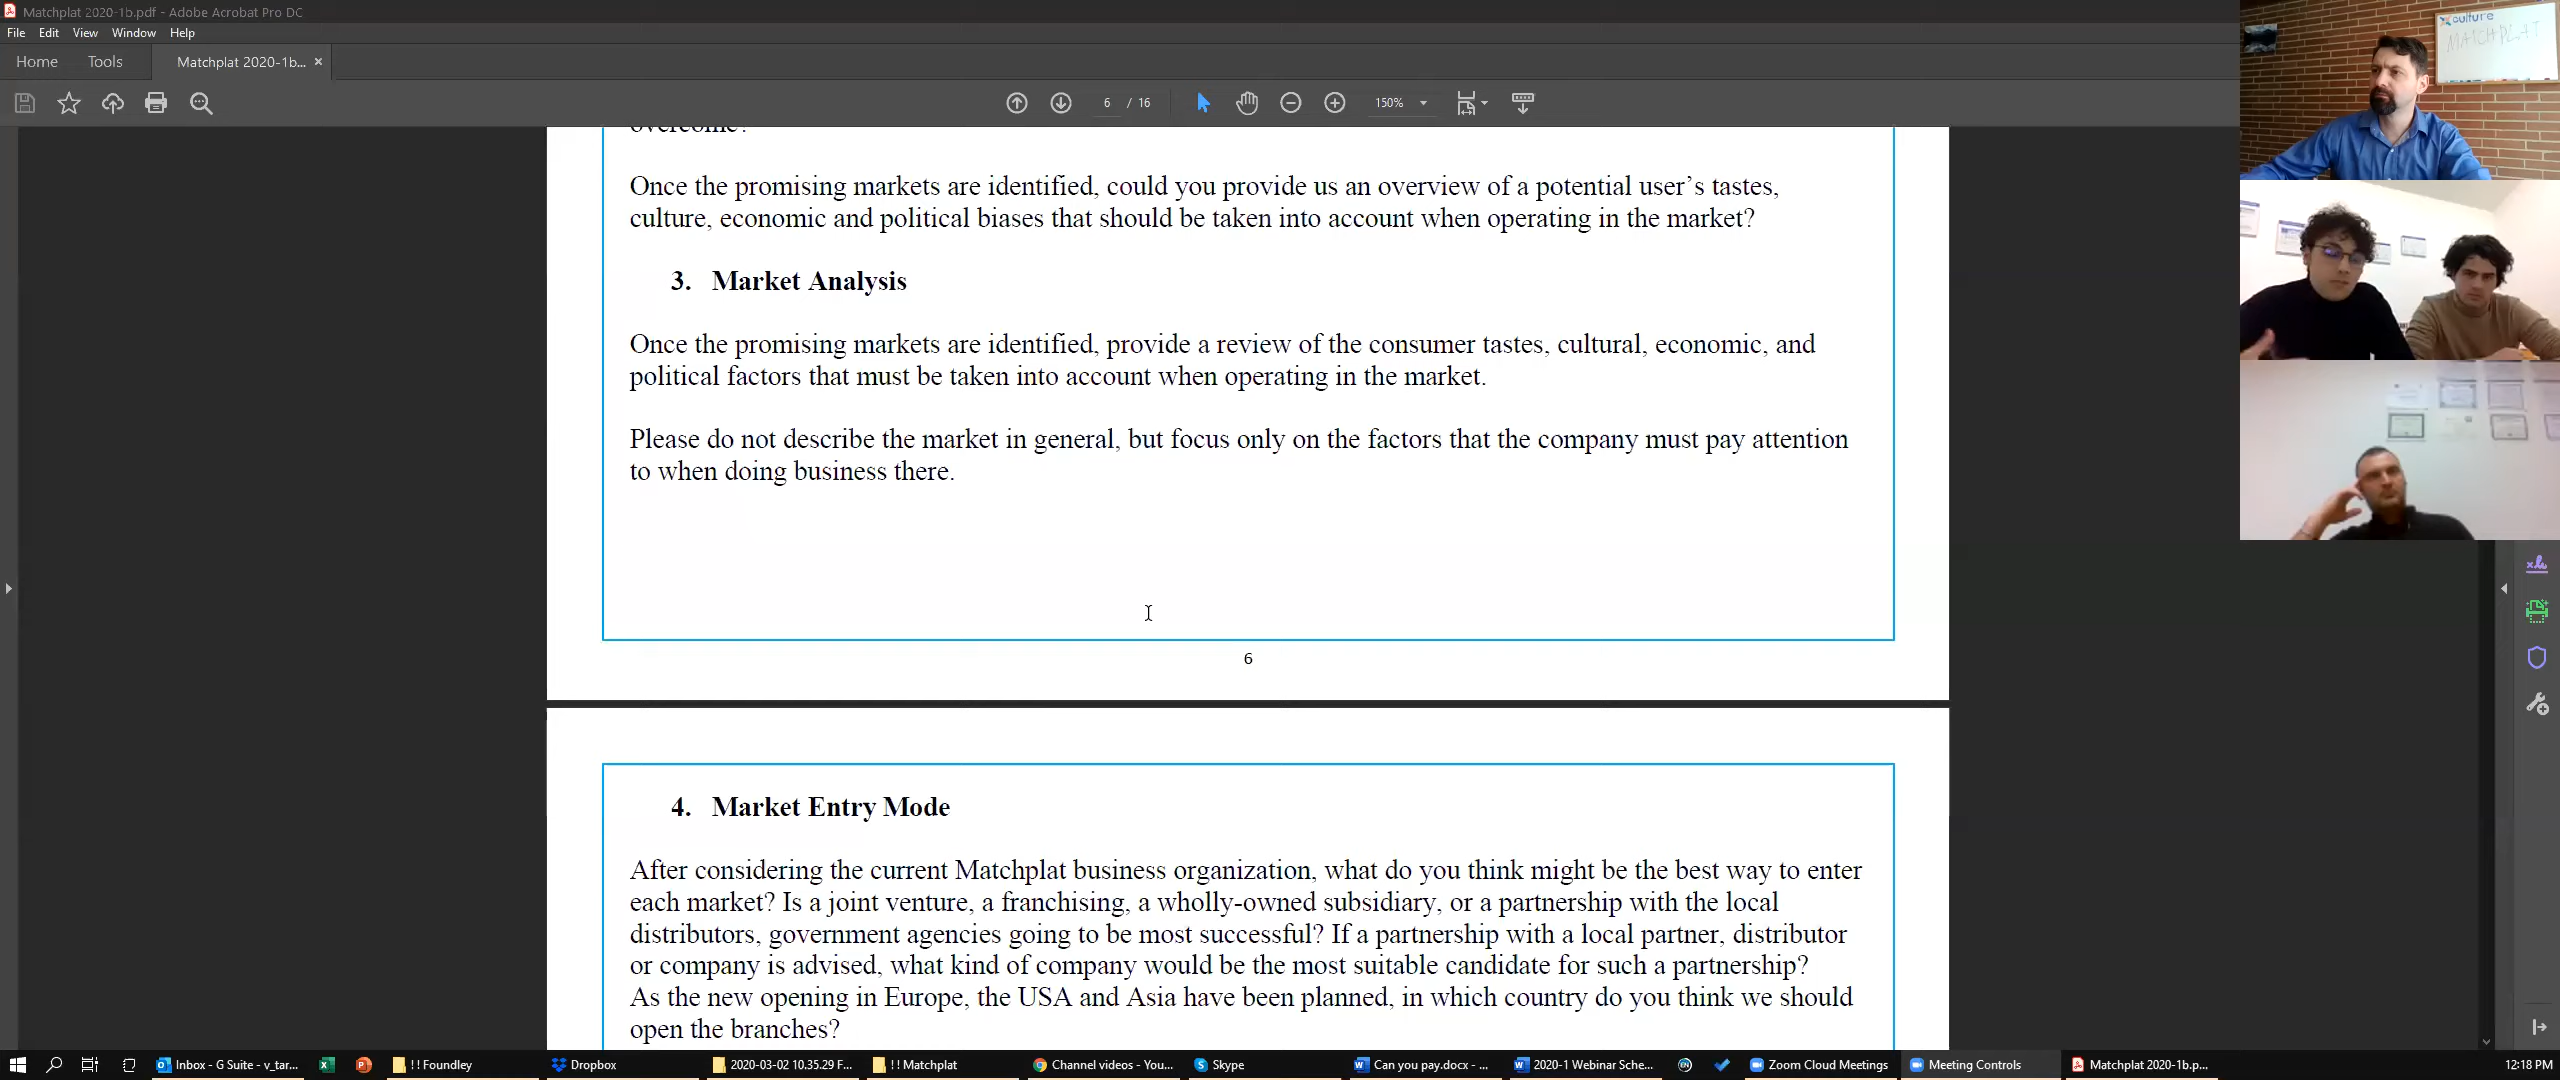 Matchplat 2020-1b.pdf - Adobe Acrobat Pro DC
File Edit View Window Help
Home Tools Matchplat 2020-1b... ×
6 / 16 150%
overcome?
Once the promising markets are identified, could you provide us an overview of a potential user’s tastes,
culture, economic and political biases that should be taken into account when operating in the market?
3. Market Analysis
Once the promising markets are identified, provide a review of the consumer tastes, cultural, economic, and
political factors that must be taken into account when operating in the market.
Please do not describe the market in general, but focus only on the factors that the company must pay attention
to when doing business there.
6
4. Market Entry Mode
After considering the current Matchplat business organization, what do you think might be the best way to enter
each market? Is a joint venture, a franchising, a wholly-owned subsidiary, or a partnership with the local
distributors, government agencies going to be most successful? If a partnership with a local partner, distributor
or company is advised, what kind of company would be the most suitable candidate for such a partnership?
As the new opening in Europe, the USA and Asia have been planned, in which country do you think we should
open the branches?
culture
MATCHPLAT
Inbox - G Suite - v_tar... !! Foundley Dropbox 2020-03-02 10.35.29 F... !! Matchplat Channel videos - You... Skype Can you pay.docx - ... 2020-1 Webinar Sche... Zoom Cloud Meetings Meeting Controls Matchplat 2020-1b.p... 12:18 PM